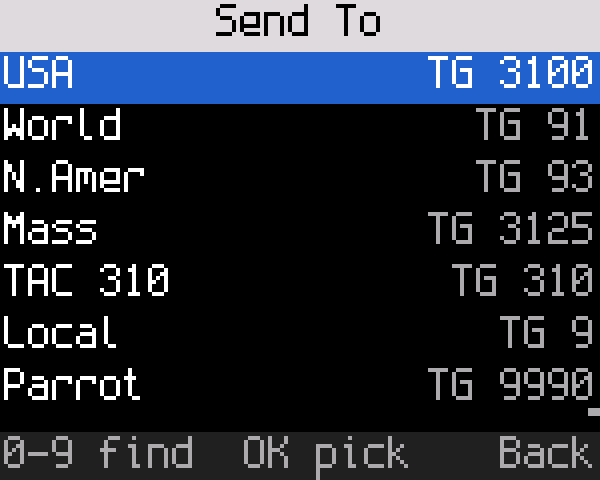 Send To
USA TG 3100
World TG 91
N.Amer TG 93
Mass TG 3125
TAC 310 TG 310
Local TG 9
Parrot TG 9990
0-9 find OK pick Back